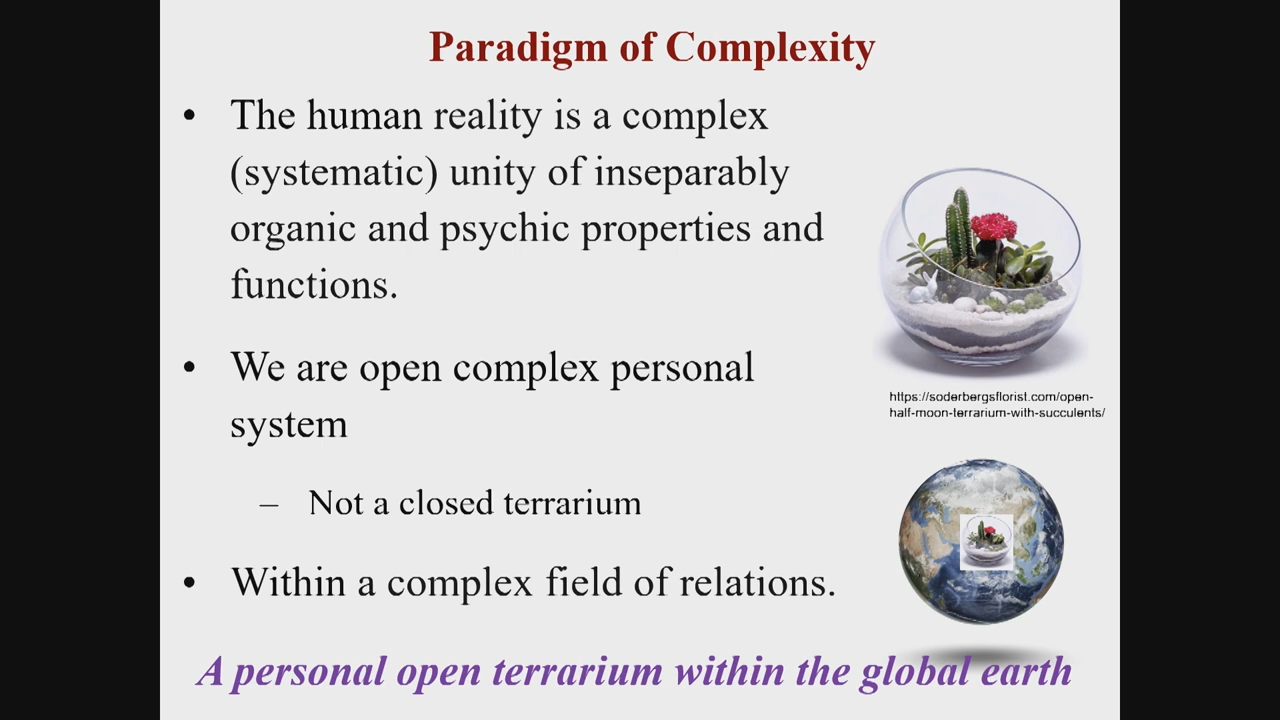 Paradigm of Complexity
• The human reality is a complex
(systematic) unity of inseparably
organic and psychic properties and
functions.
• We are open complex personal
system
– Not a closed terrarium
• Within a complex field of relations.
https://soderbergsflorist.com/open-
half-moon-terrarium-with-succulents/
A personal open terrarium within the global earth